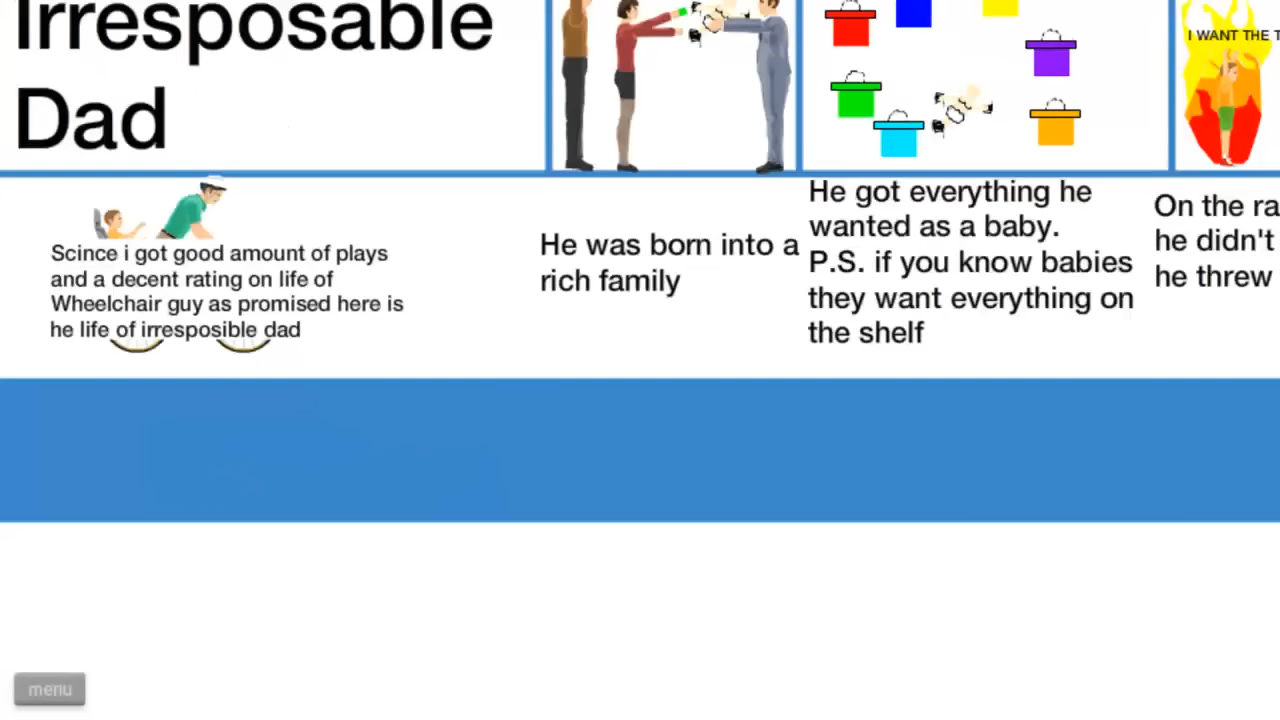 Irresposable
Dad
I WANT THE T
Scince i got good amount of plays
and a decent rating on life of
Wheelchair guy as promised here is
he life of irresposible dad
He was born into a
rich family
He got everything he
wanted as a baby.
P.S. if you know babies
they want everything on
the shelf
On the ra
he didn't
he threw
menu